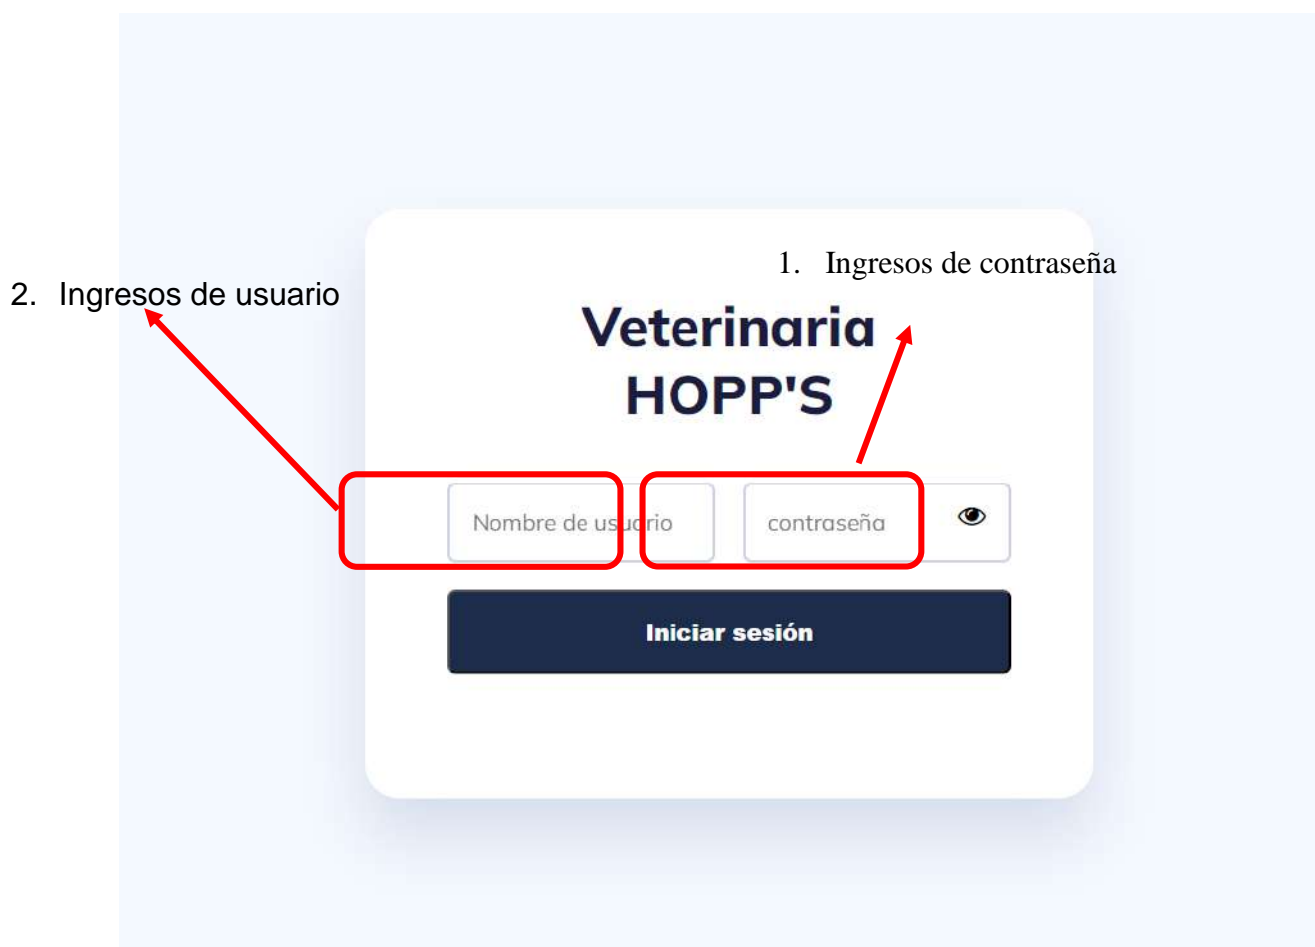 1. Ingresos de contraseña
2. Ingresos de usuario
Veterinaria
HOPP'S
Nombre de usuario
contraseña
Iniciar sesión